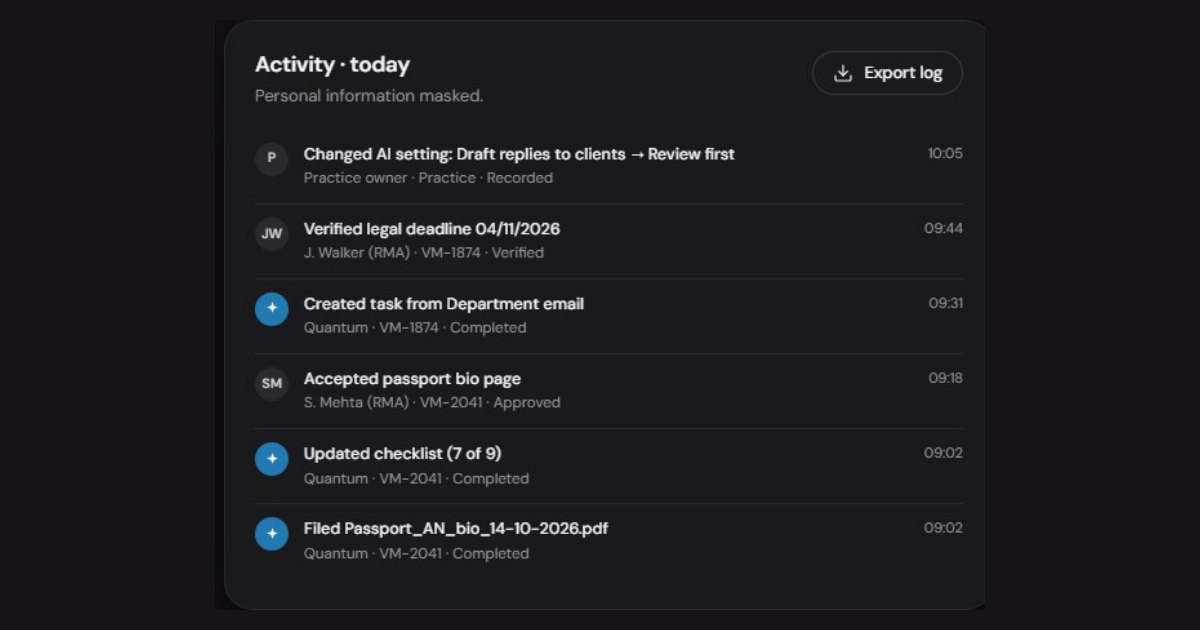 Activity · today
Export log
Personal information masked.
P
Changed AI setting: Draft replies to clients → Review first
10:05
Practice owner · Practice · Recorded
JW
Verified legal deadline 04/11/2026
09:44
J. Walker (RMA) · VM-1874 · Verified
Created task from Department email
09:31
Quantum · VM-1874 · Completed
SM
Accepted passport bio page
09:18
S. Mehta (RMA) · VM-2041 · Approved
Updated checklist (7 of 9)
09:02
Quantum · VM-2041 · Completed
Filed Passport_AN_bio_14-10-2026.pdf
09:02
Quantum · VM-2041 · Completed